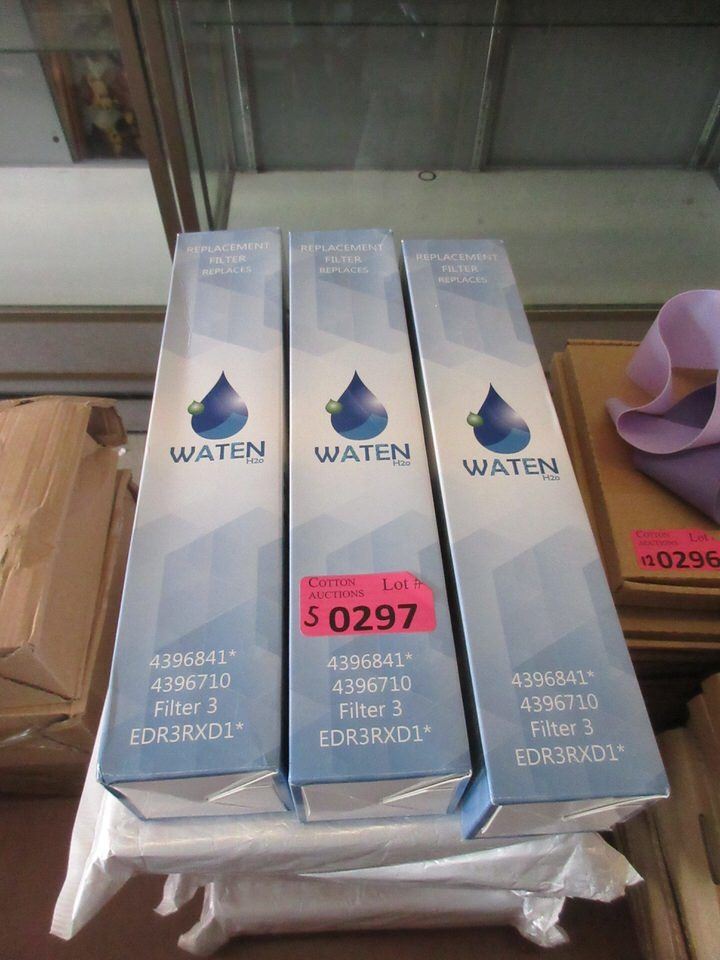 REPLACEMENT
FILTER
REPLACES
WATEN
H2o
4396841*
4396710
Filter 3
EDR3RXD1*
REPLACEMENT
FILTER
REPLACES
WATEN
H2o
COTTON
AUCTIONS
Lot #
5 0297
4396841*
4396710
Filter 3
EDR3RXD1*
REPLACEMENT
FILTER
REPLACES
WATEN
H2o
4396841*
4396710
Filter 3
EDR3RXD1*
COTTON
AUCTIONS
Lot
12 0296